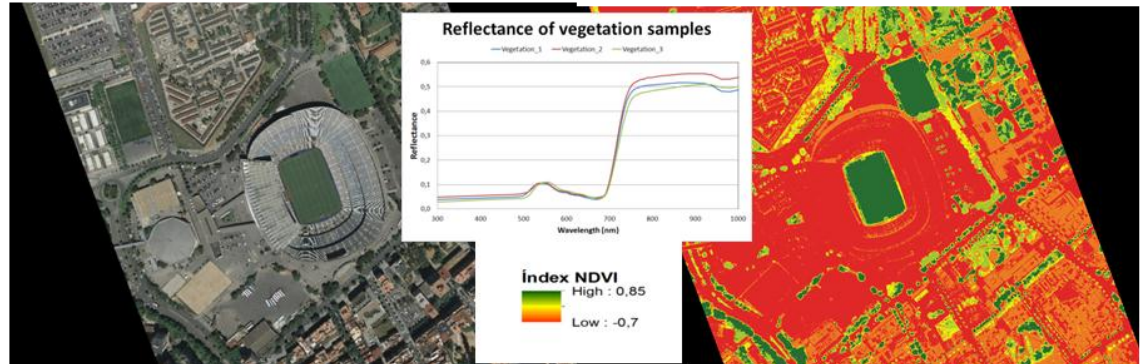 Reflectance of vegetation samples
Vegetation_1 Vegetation_2 Vegetation_3
0,6
0,5
0,4
0,3
0,2
0,1
0,0
Reflectance
300 400 500 600 700 800 900 1000
Wavelength (nm)
Índex NDVI
High : 0,85
Low : -0,7